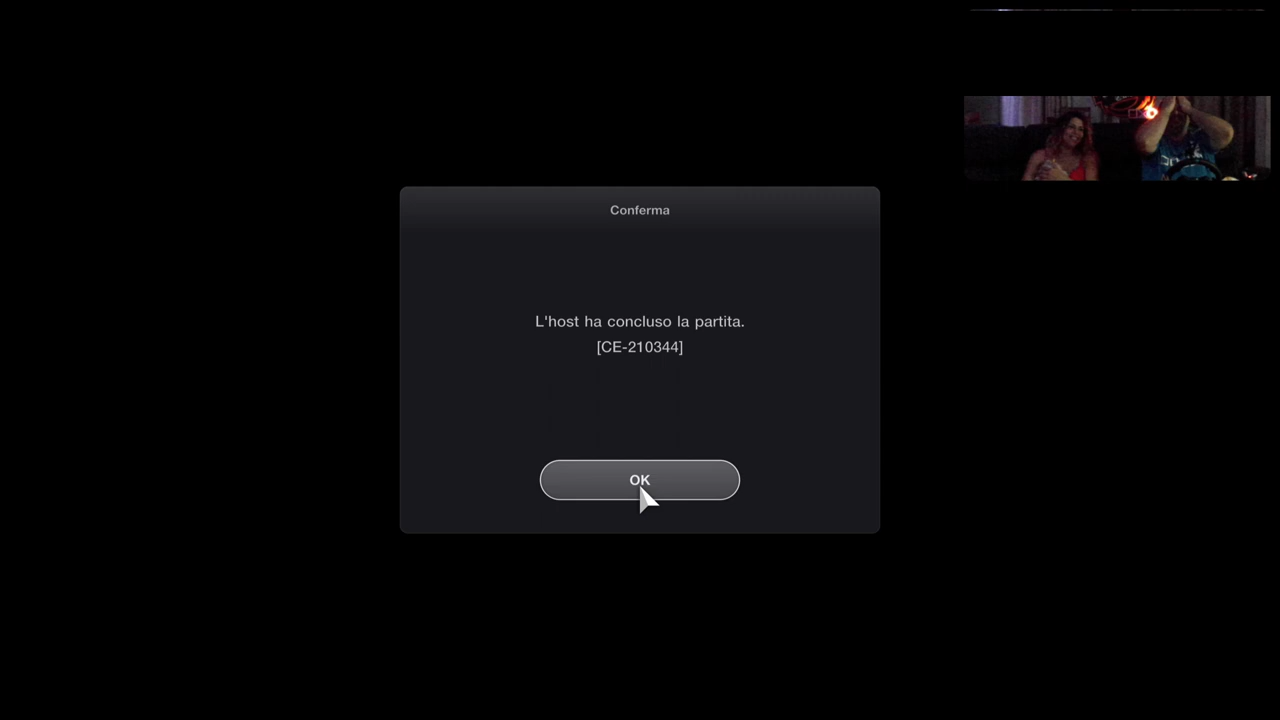 Conferma
L'host ha concluso la partita.
[CE-210344]
OK